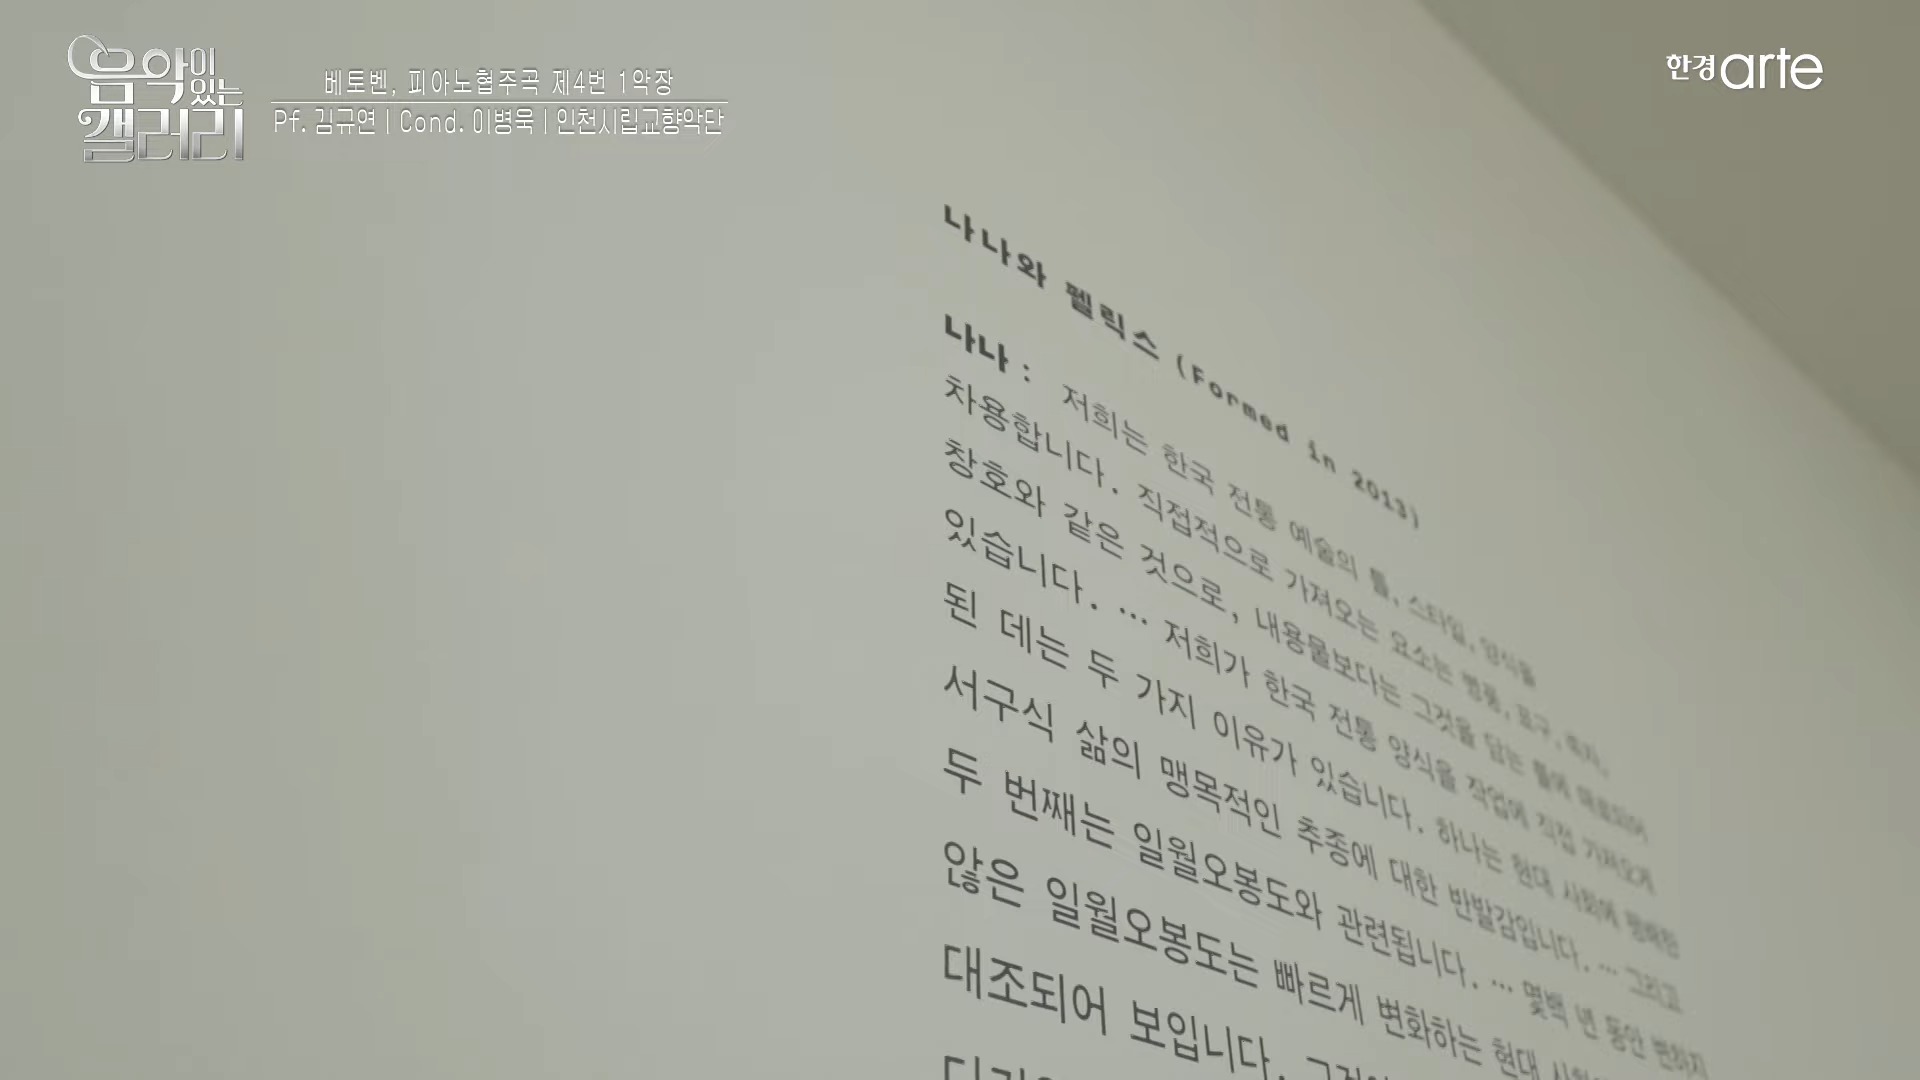 음악이 있는 갤러리
베토벤, 피아노협주곡 제4번 1악장
Pf. 김규연 | Cond. 이병욱 | 인천시립교향악단
한경arte
나나와 펠릭스 (Formed in 2013)
나나: 저희는 한국 전통 예술의 틀, 스타일, 양식을
차용합니다. 직접적으로 가져오는 요소는 병풍, 표구, 족자,
창호와 같은 것으로, 내용물보다는 그것을 담는 틀에 매료되어
있습니다. … 저희가 한국 전통 양식을 작업에 직접 가져오게
된 데는 두 가지 이유가 있습니다. 하나는 현대 사회에 팽배한
서구식 삶의 맹목적인 추종에 대한 반발감입니다. … 그리고
두 번째는 일월오봉도와 관련됩니다. … 몇백 년 동안 변하지
않은 일월오봉도는 빠르게 변화하는 현대
대조되어 보입니다.